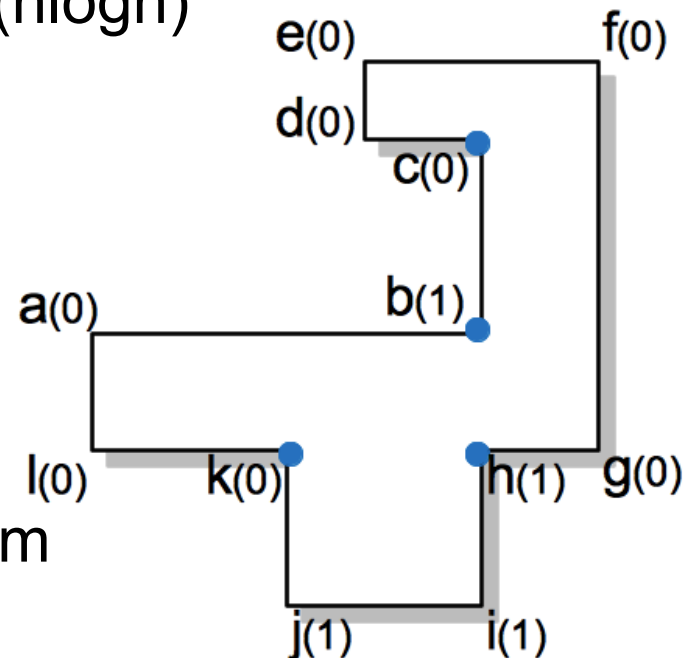 (nlogn)
e(0) f(0)
d(0)
c(0)
b(1)
a(0)
l(0) k(0) h(1) g(0)
m
j(1) i(1)